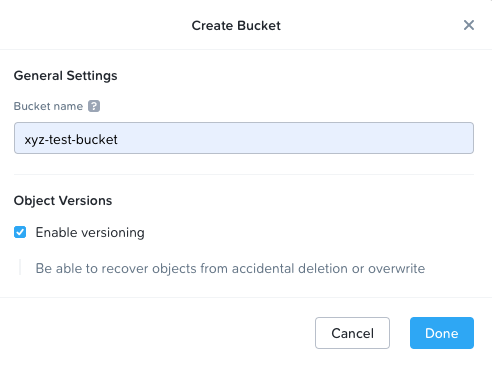 Create Bucket
General Settings
Bucket name ?
xyz-test-bucket
Object Versions
Enable versioning
Be able to recover objects from accidental deletion or overwrite
Cancel Done